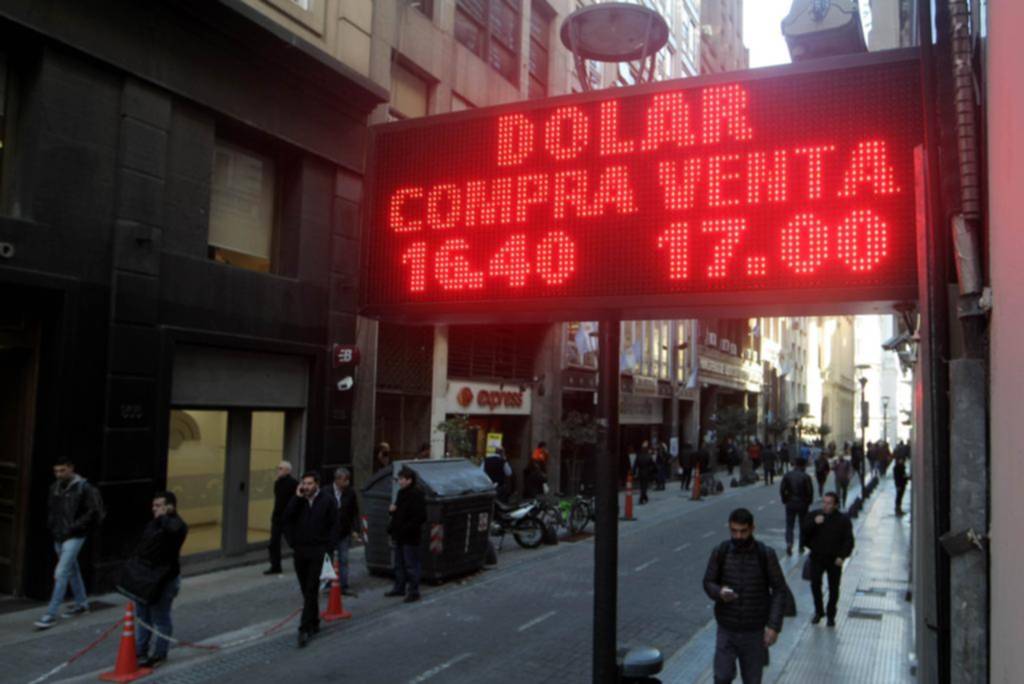 DOLAR
COMPRA VENTA
16.40 17.00
express